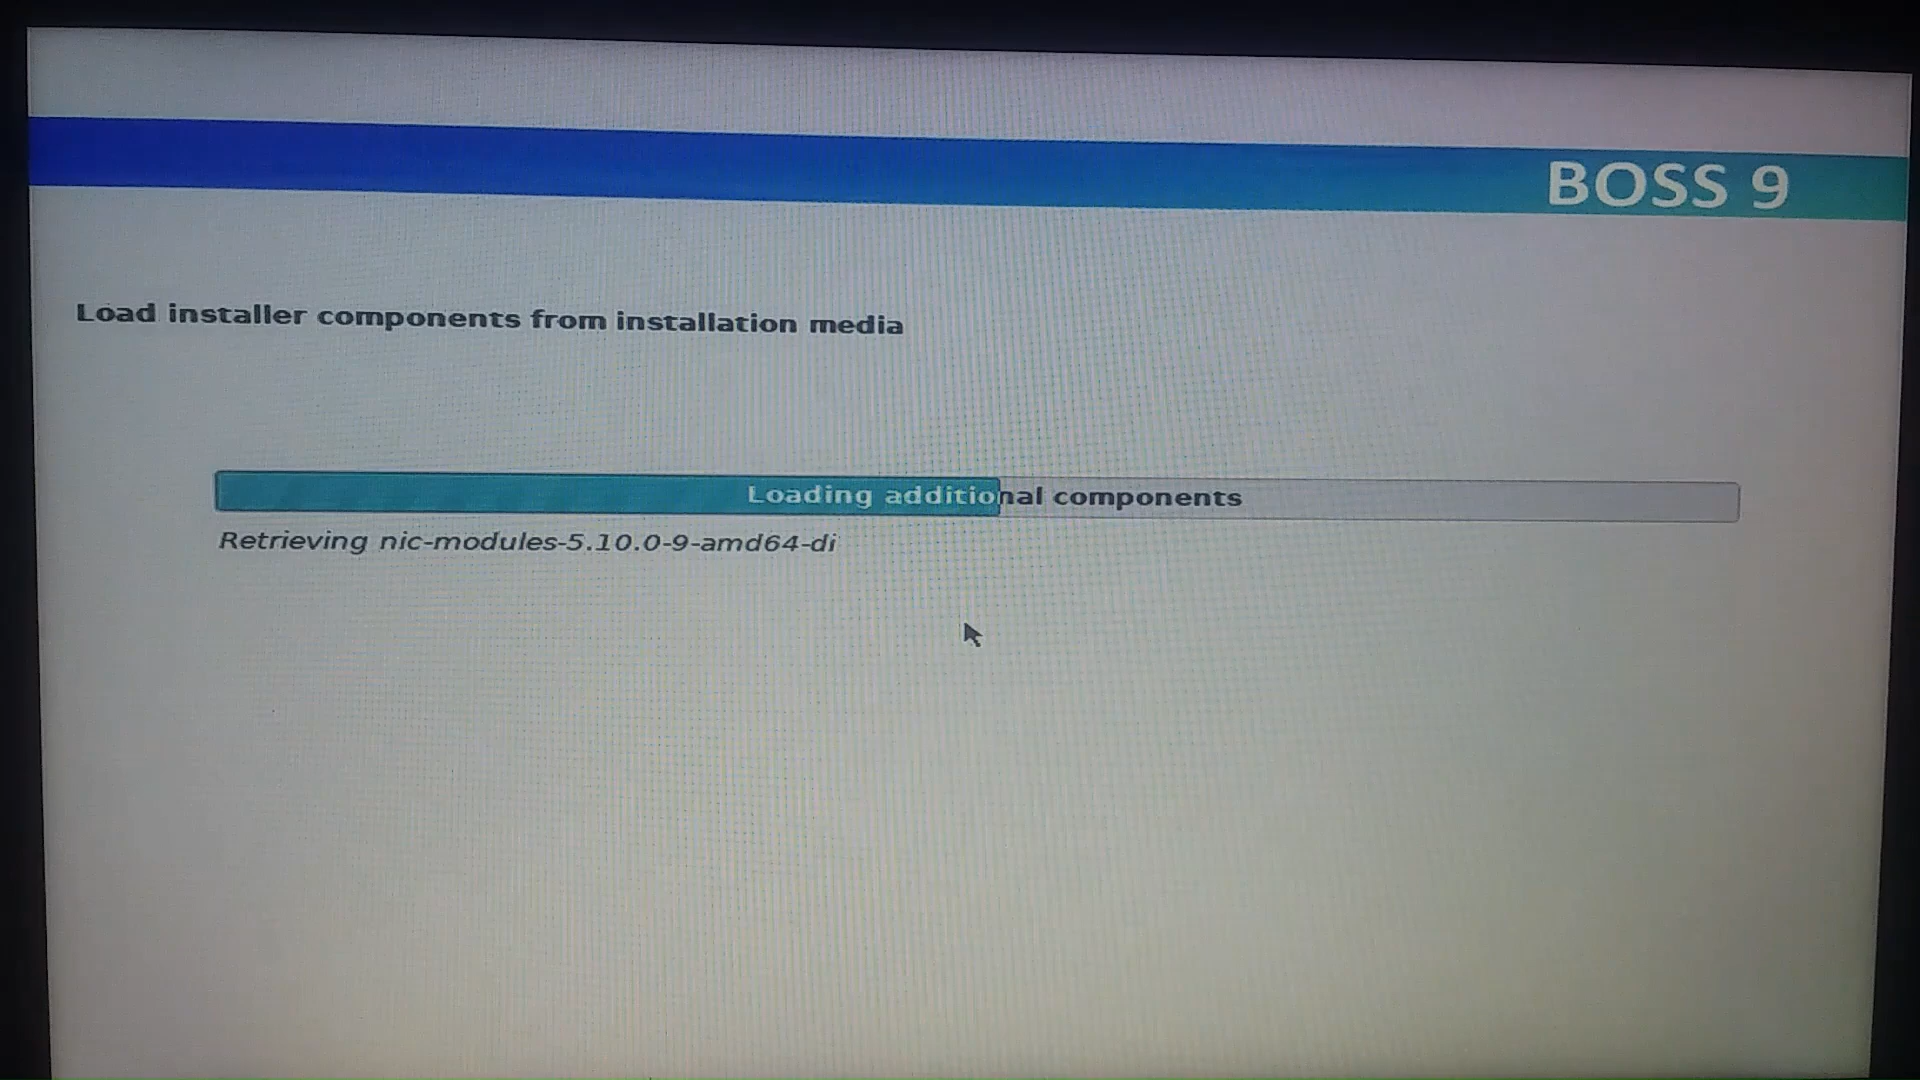 BOSS 9
Load installer components from installation media
Loading additional components
Retrieving nic-modules-5.10.0-9-amd64-di